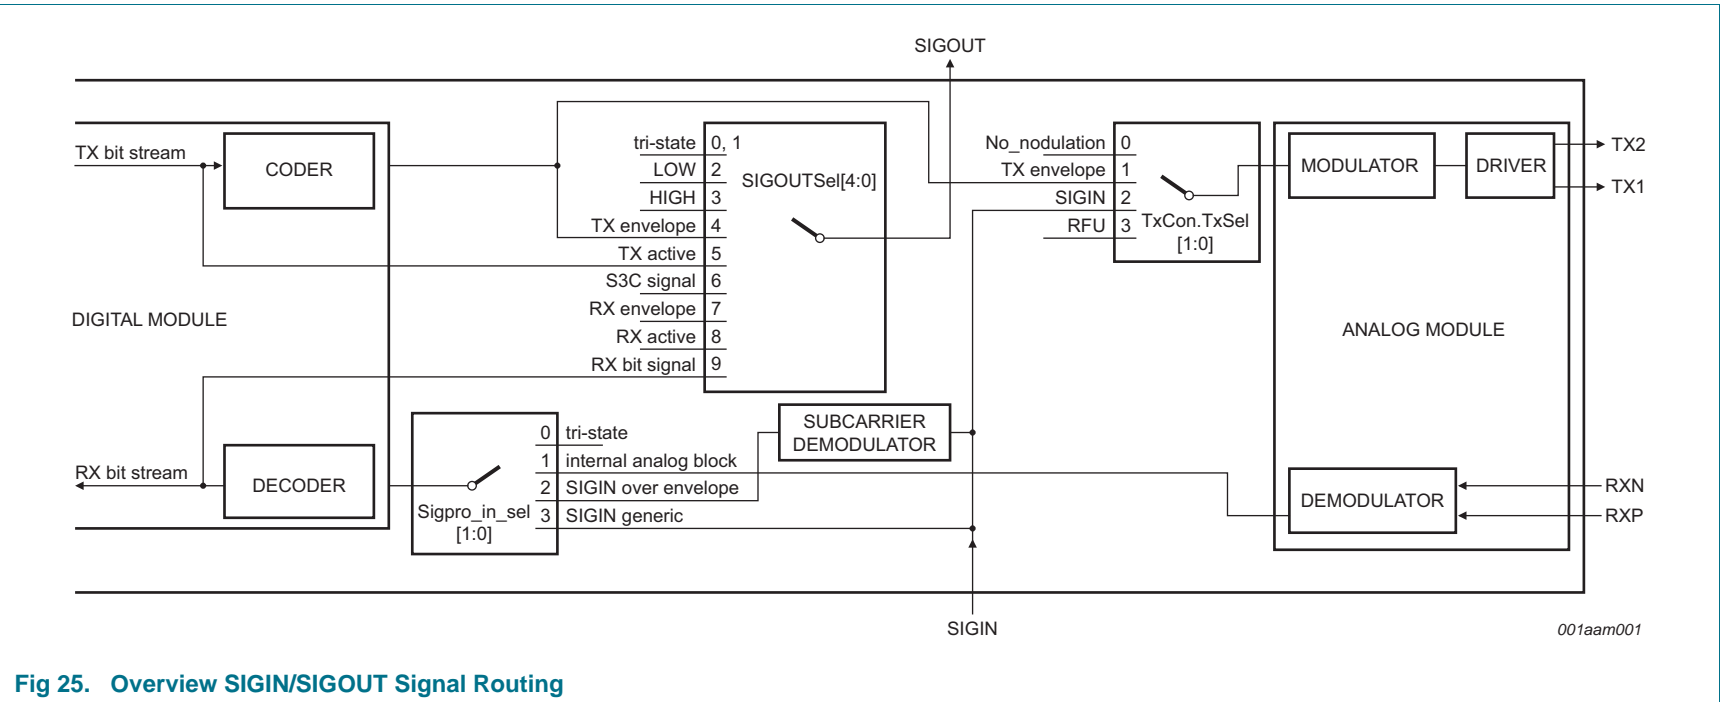 SIGOUT
TX bit stream
CODER
tri-state 0, 1
LOW 2
HIGH 3
TX envelope 4
TX active 5
S3C signal 6
RX envelope 7
RX active 8
RX bit signal 9
SIGOUTSel[4:0]
No_nodulation 0
TX envelope 1
SIGIN 2
RFU 3
TxCon.TxSel
[1:0]
MODULATOR
DRIVER
TX2
TX1
DIGITAL MODULE
ANALOG MODULE
SUBCARRIER
DEMODULATOR
RX bit stream
DECODER
Sigpro_in_sel
[1:0]
0 tri-state
1 internal analog block
2 SIGIN over envelope
3 SIGIN generic
DEMODULATOR
RXN
RXP
SIGIN
001aam001
Fig 25. Overview SIGIN/SIGOUT Signal Routing